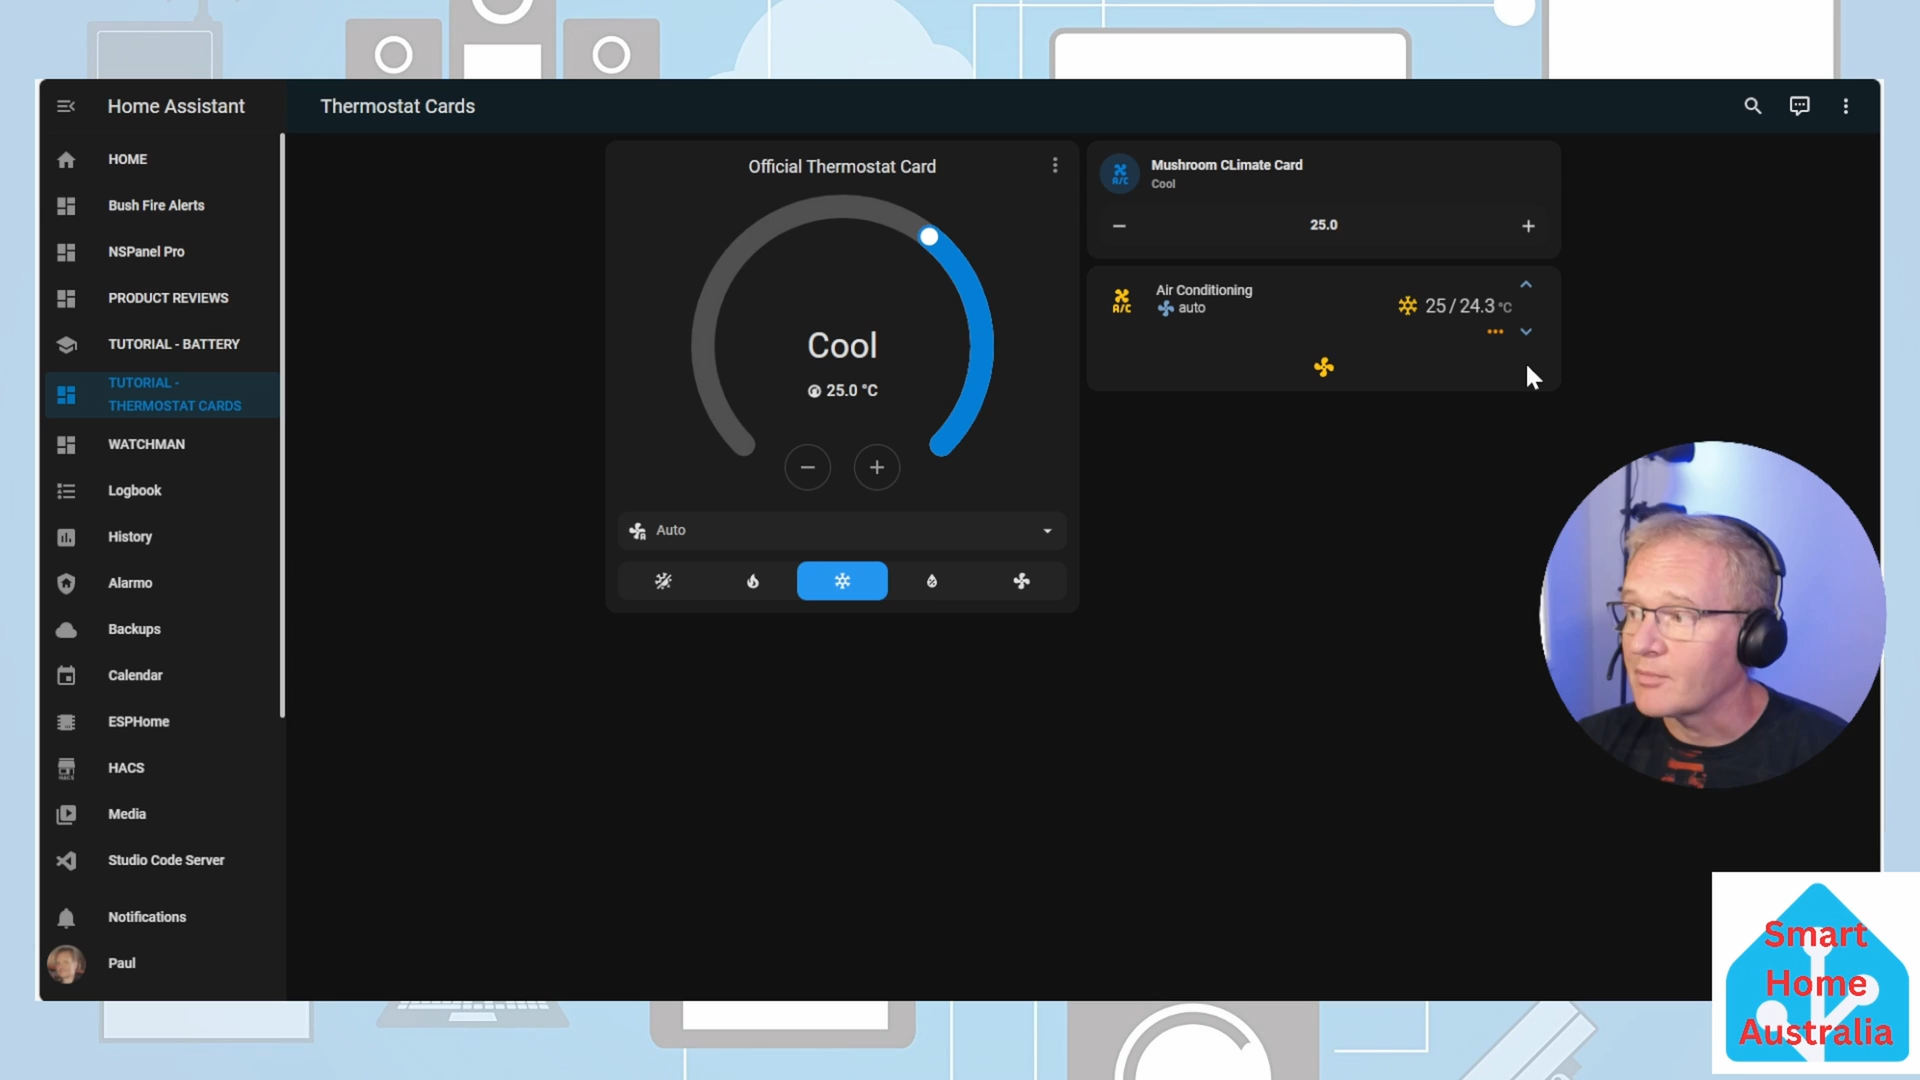 Home Assistant
Thermostat Cards
HOME
Bush Fire Alerts
NSPanel Pro
PRODUCT REVIEWS
TUTORIAL - BATTERY
TUTORIAL -
THERMOSTAT CARDS
WATCHMAN
Logbook
History
Alarmo
Backups
Calendar
ESPHome
HACS
HACS
Media
Studio Code Server
Notifications
Paul
Official Thermostat Card
Cool
25.0 °C
Auto
A/C
Mushroom CLimate Card
Cool
25.0
A/C
Air Conditioning
auto
25 / 24.3 °C
Smart
Home
Australia